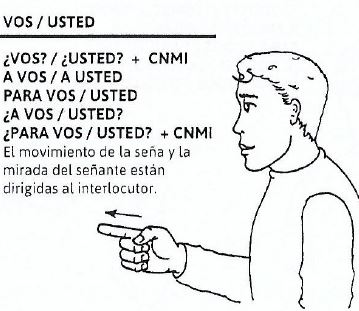 VOS / USTED
¿VOS? / ¿USTED? + CNMI
A VOS / A USTED
PARA VOS / USTED
¿A VOS / USTED?
¿PARA VOS / USTED? + CNMI
El movimiento de la seña y la
mirada del señante están
dirigidas al interlocutor.